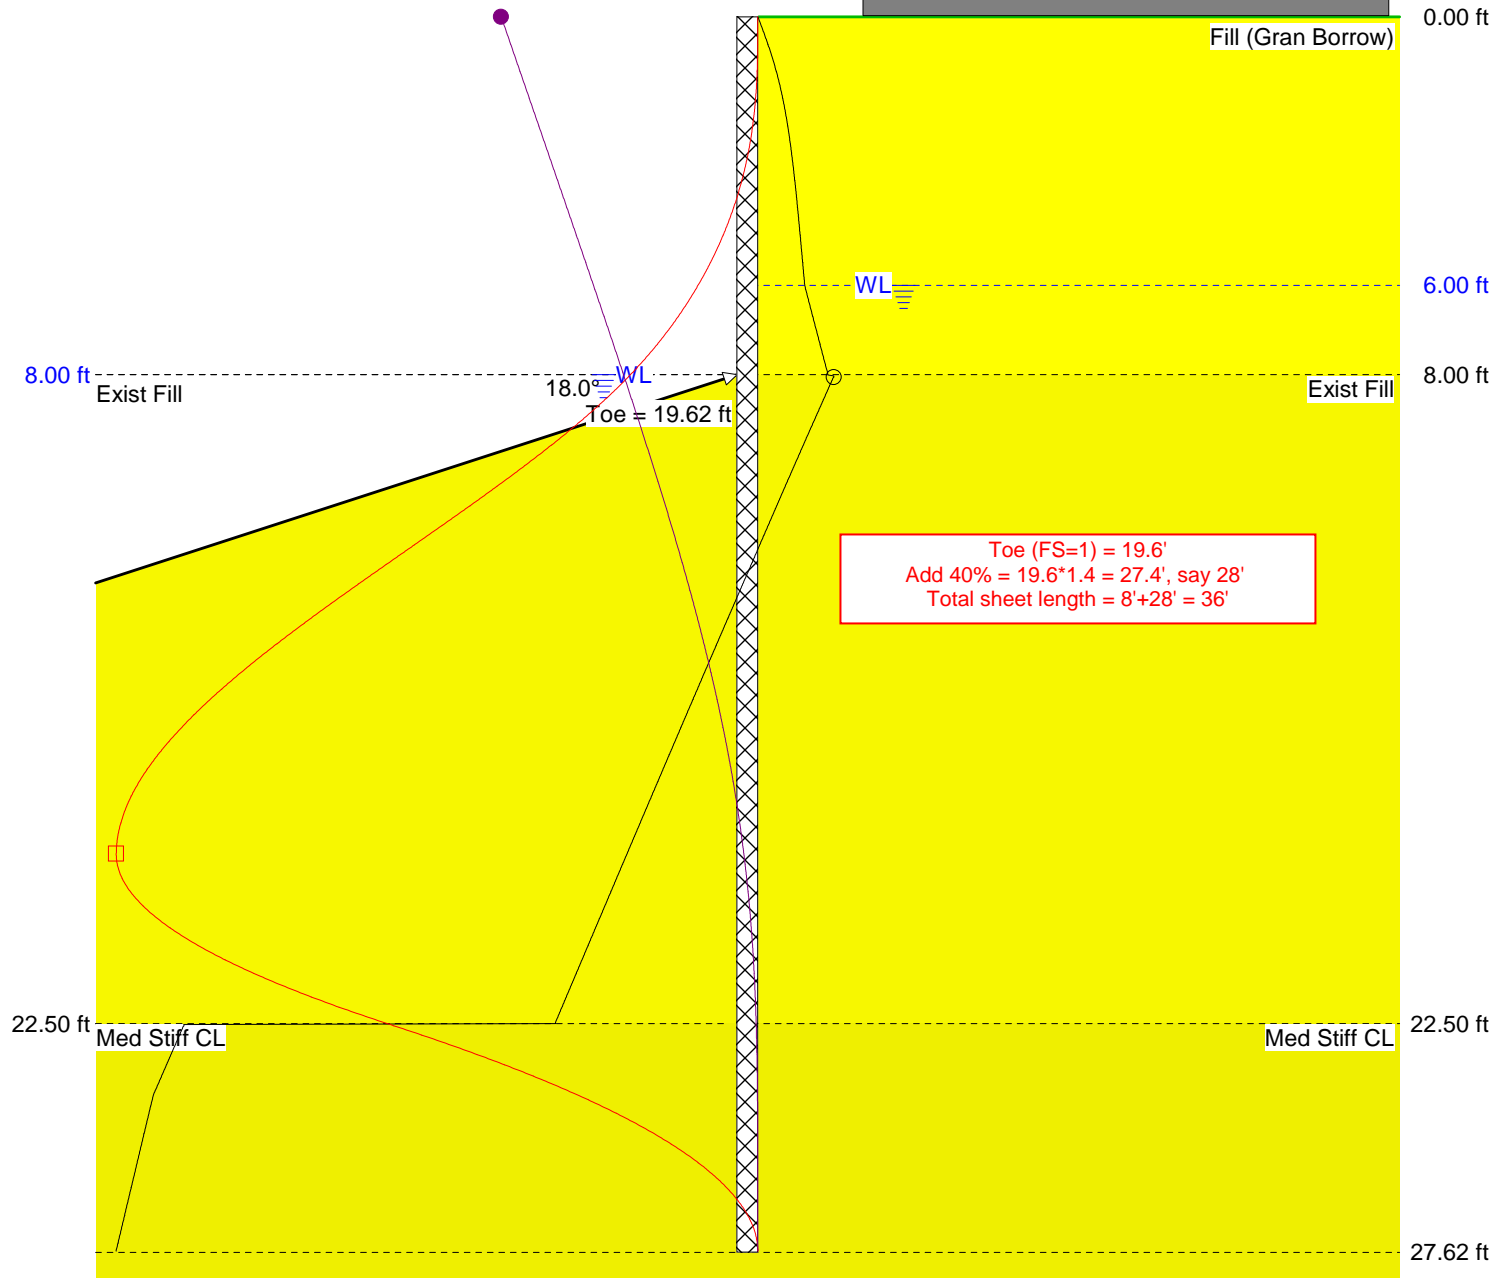 0.00 ft
Fill (Gran Borrow)
WL
6.00 ft
8.00 ft
WL
8.00 ft
Exist Fill
18.0°
Exist Fill
Toe = 19.62 ft
Toe (FS=1) = 19.6'
Add 40% = 19.6*1.4 = 27.4', say 28'
Total sheet length = 8'+28' = 36'
22.50 ft
22.50 ft
Med Stiff CL
Med Stiff CL
27.62 ft